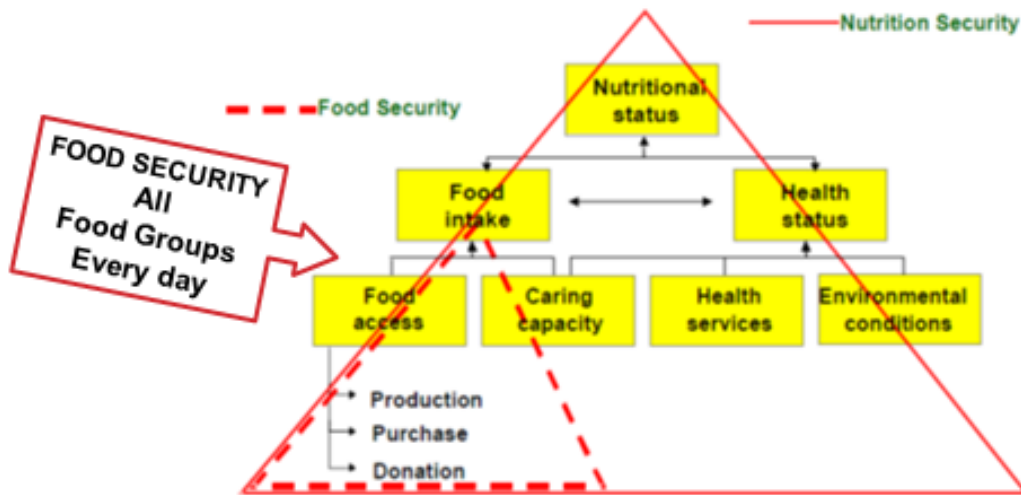 Nutrition Security
Nutritional
status
Food Security
FOOD SECURITY
All
Food Groups
Every day
Food
intake
Health
status
Food
access
Caring
capacity
Health
services
Environmental
conditions
Production
Purchase
Donation